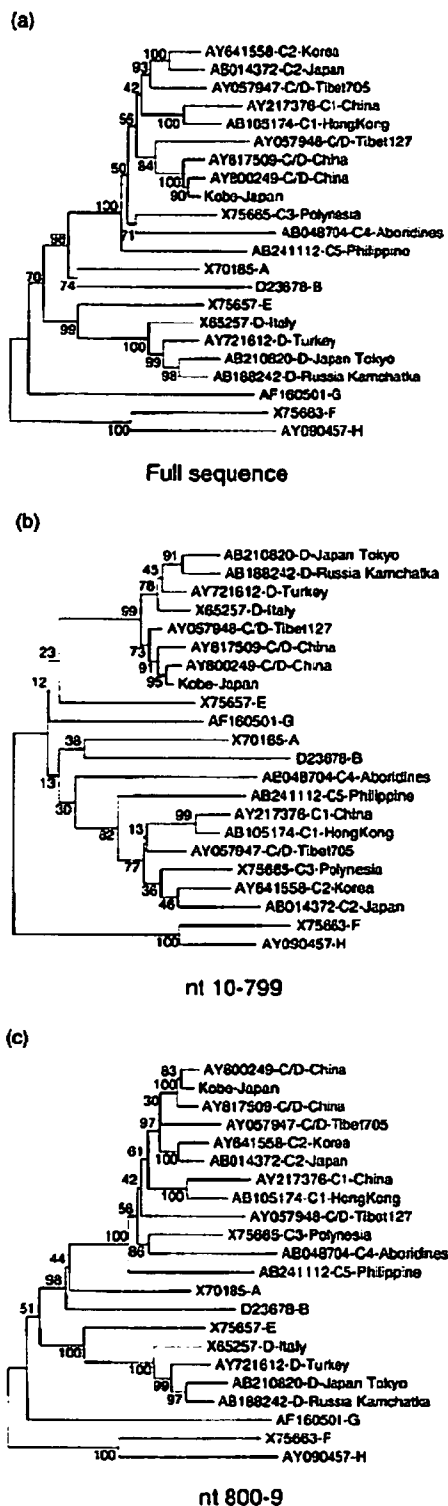 (a)
100
AY641558-C2-Korea
93
AB014372-C2-Japan
42
AY057947-C/D-Tibet705
AY217376-C1-China
55
100
AB105174-C1-HongKong
AY057948-C/D-Tibet127
50
84
AY817509-C/D-China
100
AY800249-C/D-China
90
Kobe-Japan
100
X75665-C3-Polynesia
71
AB048704-C4-Aboridines
AB241112-C5-Philippino
98
X70185-A
70
74
D23678-B
X75657-E
99
X65257-D-Italy
100
AY721612-D-Turkey
99
AB210820-D-Japan Tokyo
98
AB188242-D-Russia Kamchatka
AF160501-G
X75663-F
100
AY090457-H
Full sequence
(b)
91
AB210820-D-Japan Tokyo
45
AB188242-D-Russia Kamchatka
78
AY721612-D-Turkey
99
X65257-D-Italy
AY057948-C/D-Tibet127
73
AY817509-C/D-China
23
91
AY800249-C/D-China
95
Kobe-Japan
12
X75657-E
AF160501-G
38
X70185-A
13
D23678-B
AB048704-C4-Aboridines
30
AB241112-C5-Philippine
99
AY217376-C1-China
82
13
AB105174-C1-HongKong
AY057947-C/D-Tibet705
77
X75665-C3-Polynesia
36
AY641558-C2-Korea
46
AB014372-C2-Japan
X75663-F
100
AY090457-H
nt 10-799
(c)
83
AY800249-C/D-China
100
Kobe-Japan
30
AY817509-C/D-China
97
AY057947-C/D-Tibet705
AY641558-C2-Korea
61
100
AB014372-C2-Japan
42
AY217376-C1-China
100
AB105174-C1-HongKong
56
AY057948-C/D-Tibet127
100
X75665-C3-Polynesia
86
AB048704-C4-Aboridines
44
AB241112-C5-Philippine
98
X70185-A
51
D23678-B
X75657-E
100
X65257-D-Italy
100
AY721612-D-Turkey
99
AB210820-D-Japan Tokyo
97
AB188242-D-Russia Kamchatka
AF160501-G
X75663-F
100
AY090457-H
nt 800-9